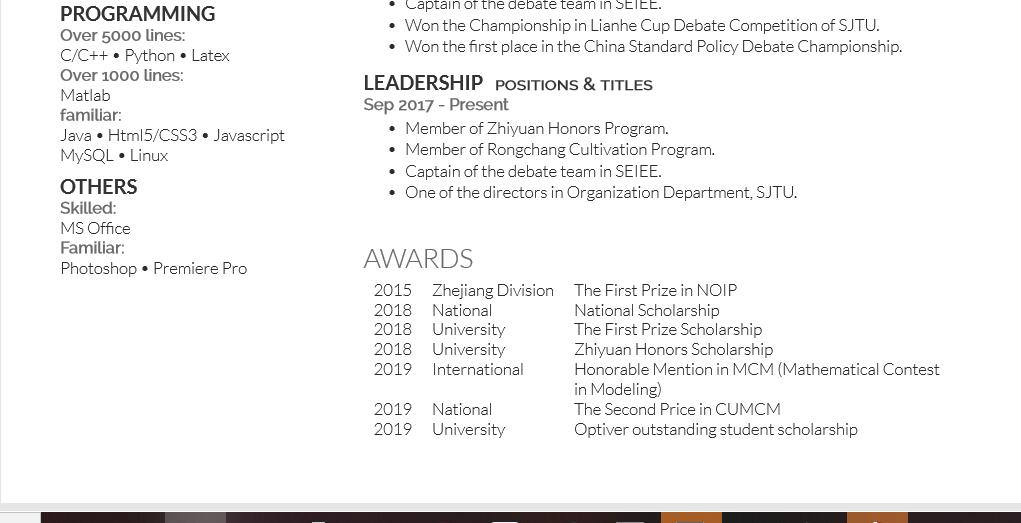 PROGRAMMING
Over 5000 lines:
C/C++ • Python • Latex
Over 1000 lines:
Matlab
familiar:
Java • Html5/CSS3 • Javascript
MySQL • Linux
OTHERS
Skilled:
MS Office
Familiar:
Photoshop • Premiere Pro
• Captain of the debate team in SEIEE.
• Won the Championship in Lianhe Cup Debate Competition of SJTU.
• Won the first place in the China Standard Policy Debate Championship.
LEADERSHIP POSITIONS & TITLES
Sep 2017 - Present
• Member of Zhiyuan Honors Program.
• Member of Rongchang Cultivation Program.
• Captain of the debate team in SEIEE.
• One of the directors in Organization Department, SJTU.
AWARDS
2015 Zhejiang Division The First Prize in NOIP
2018 National National Scholarship
2018 University The First Prize Scholarship
2018 University Zhiyuan Honors Scholarship
2019 International Honorable Mention in MCM (Mathematical Contest
in Modeling)
2019 National The Second Price in CUMCM
2019 University Optiver outstanding student scholarship